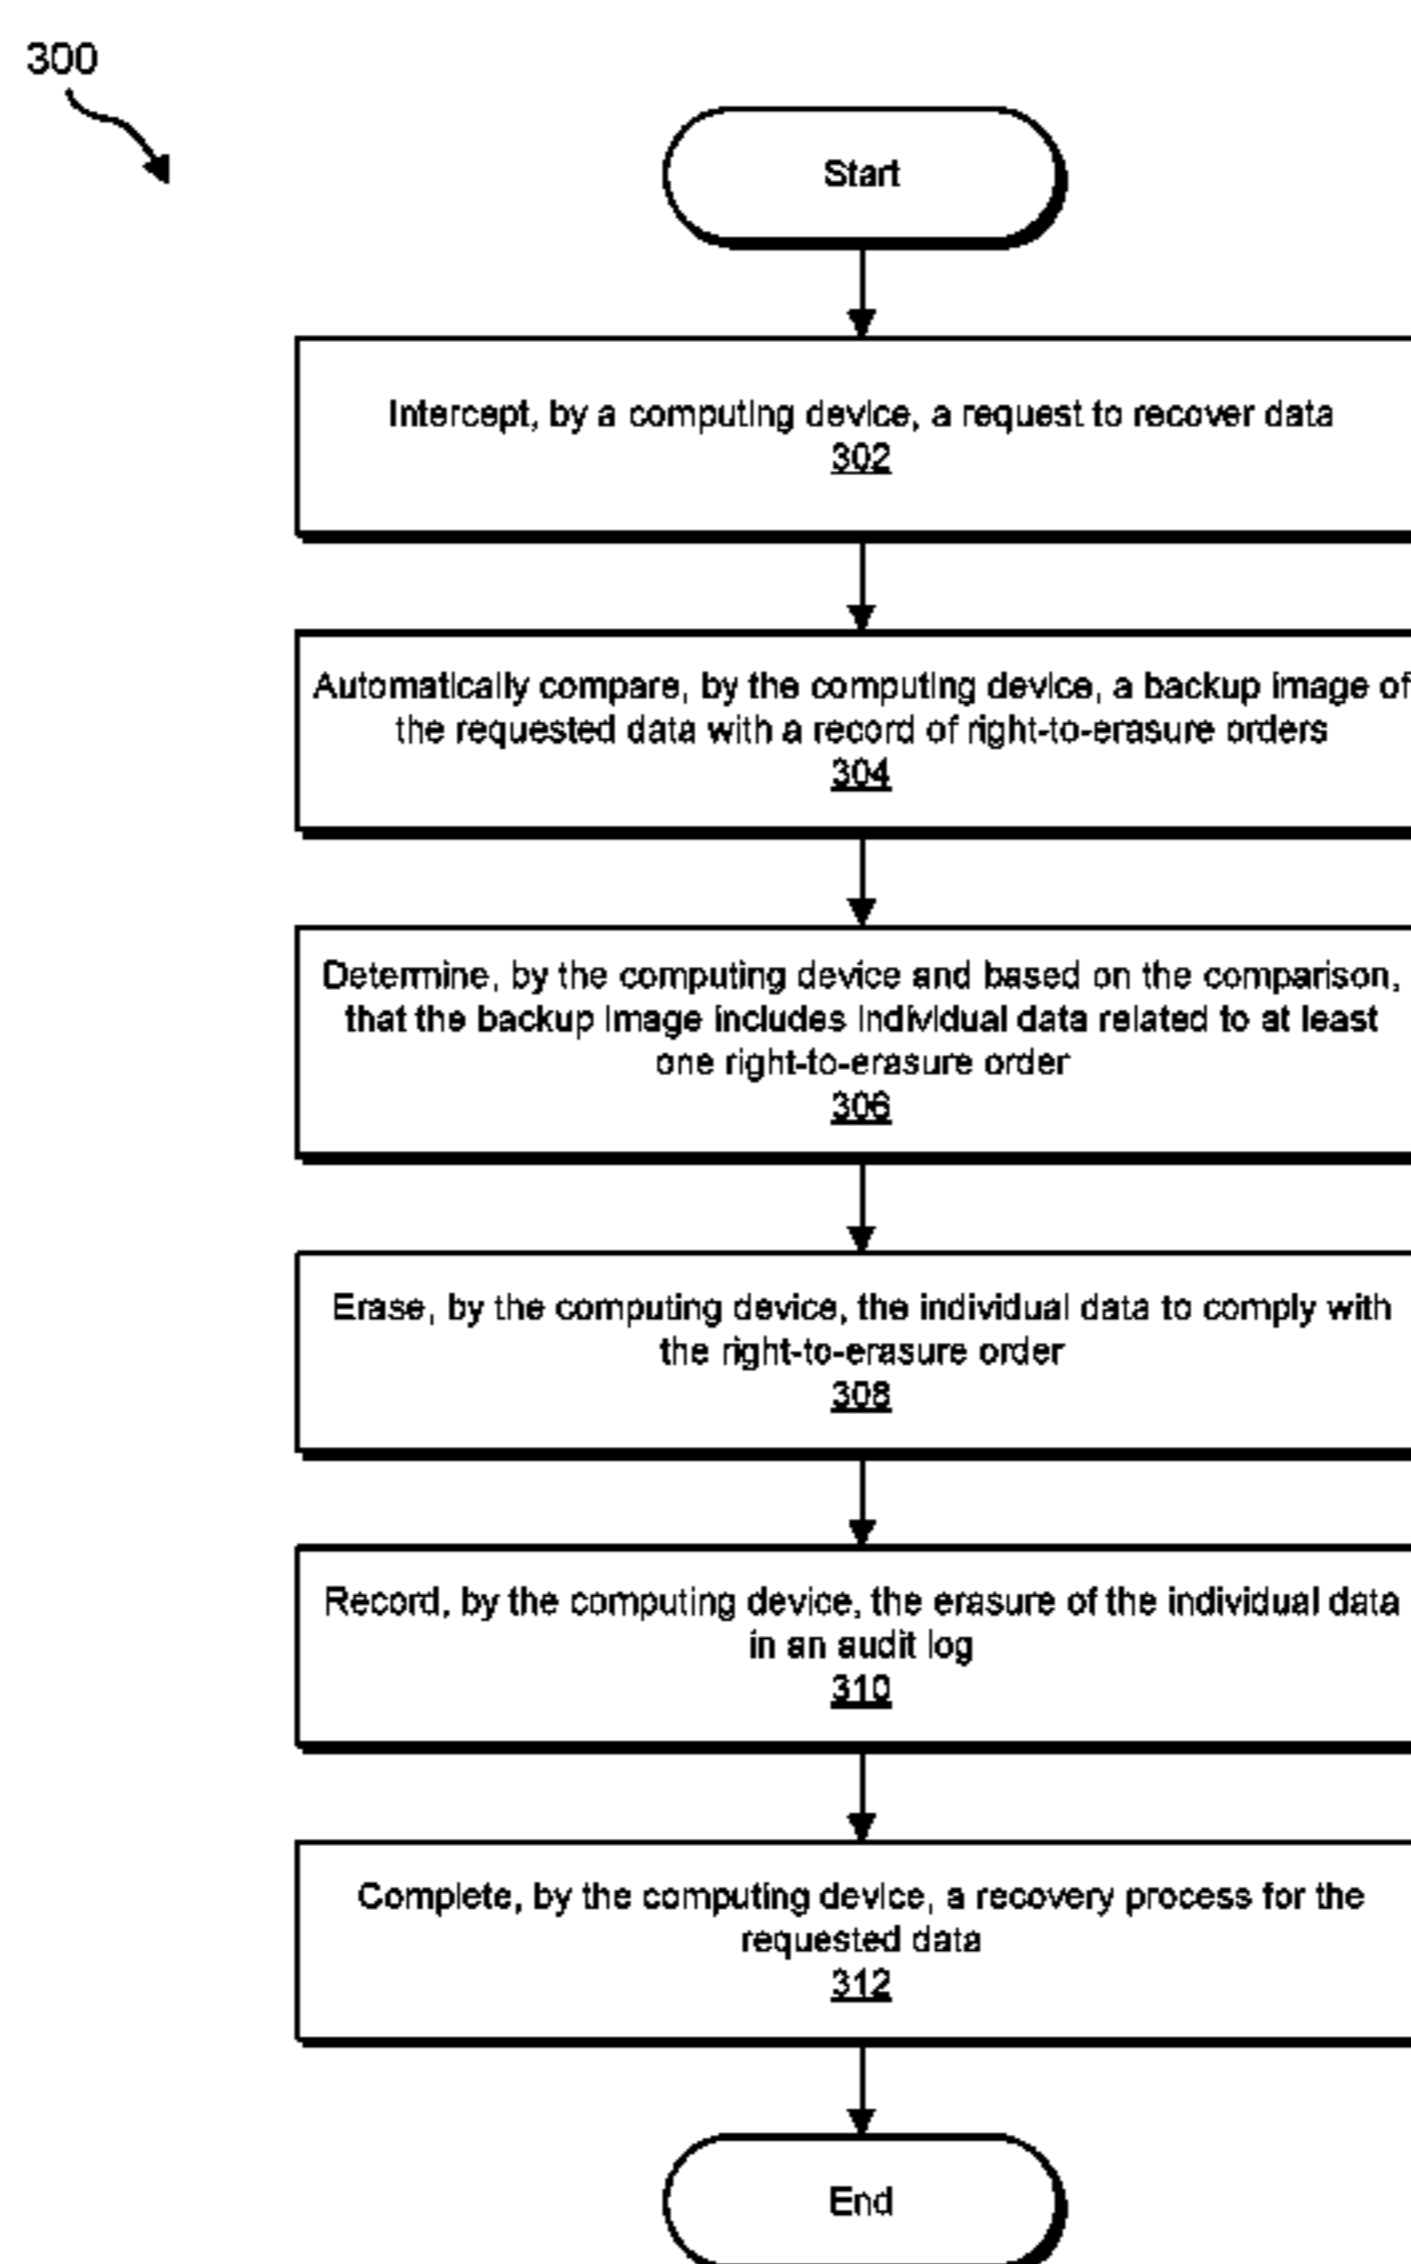 300
Start
Intercept, by a computing device, a request to recover data
302
Automatically compare, by the computing device, a backup image of
the requested data with a record of right-to-erasure orders
304
Determine, by the computing device and based on the comparison,
that the backup image includes individual data related to at least
one right-to-erasure order
306
Erase, by the computing device, the individual data to comply with
the right-to-erasure order
308
Record, by the computing device, the erasure of the individual data
in an audit log
310
Complete, by the computing device, a recovery process for the
requested data
312
End